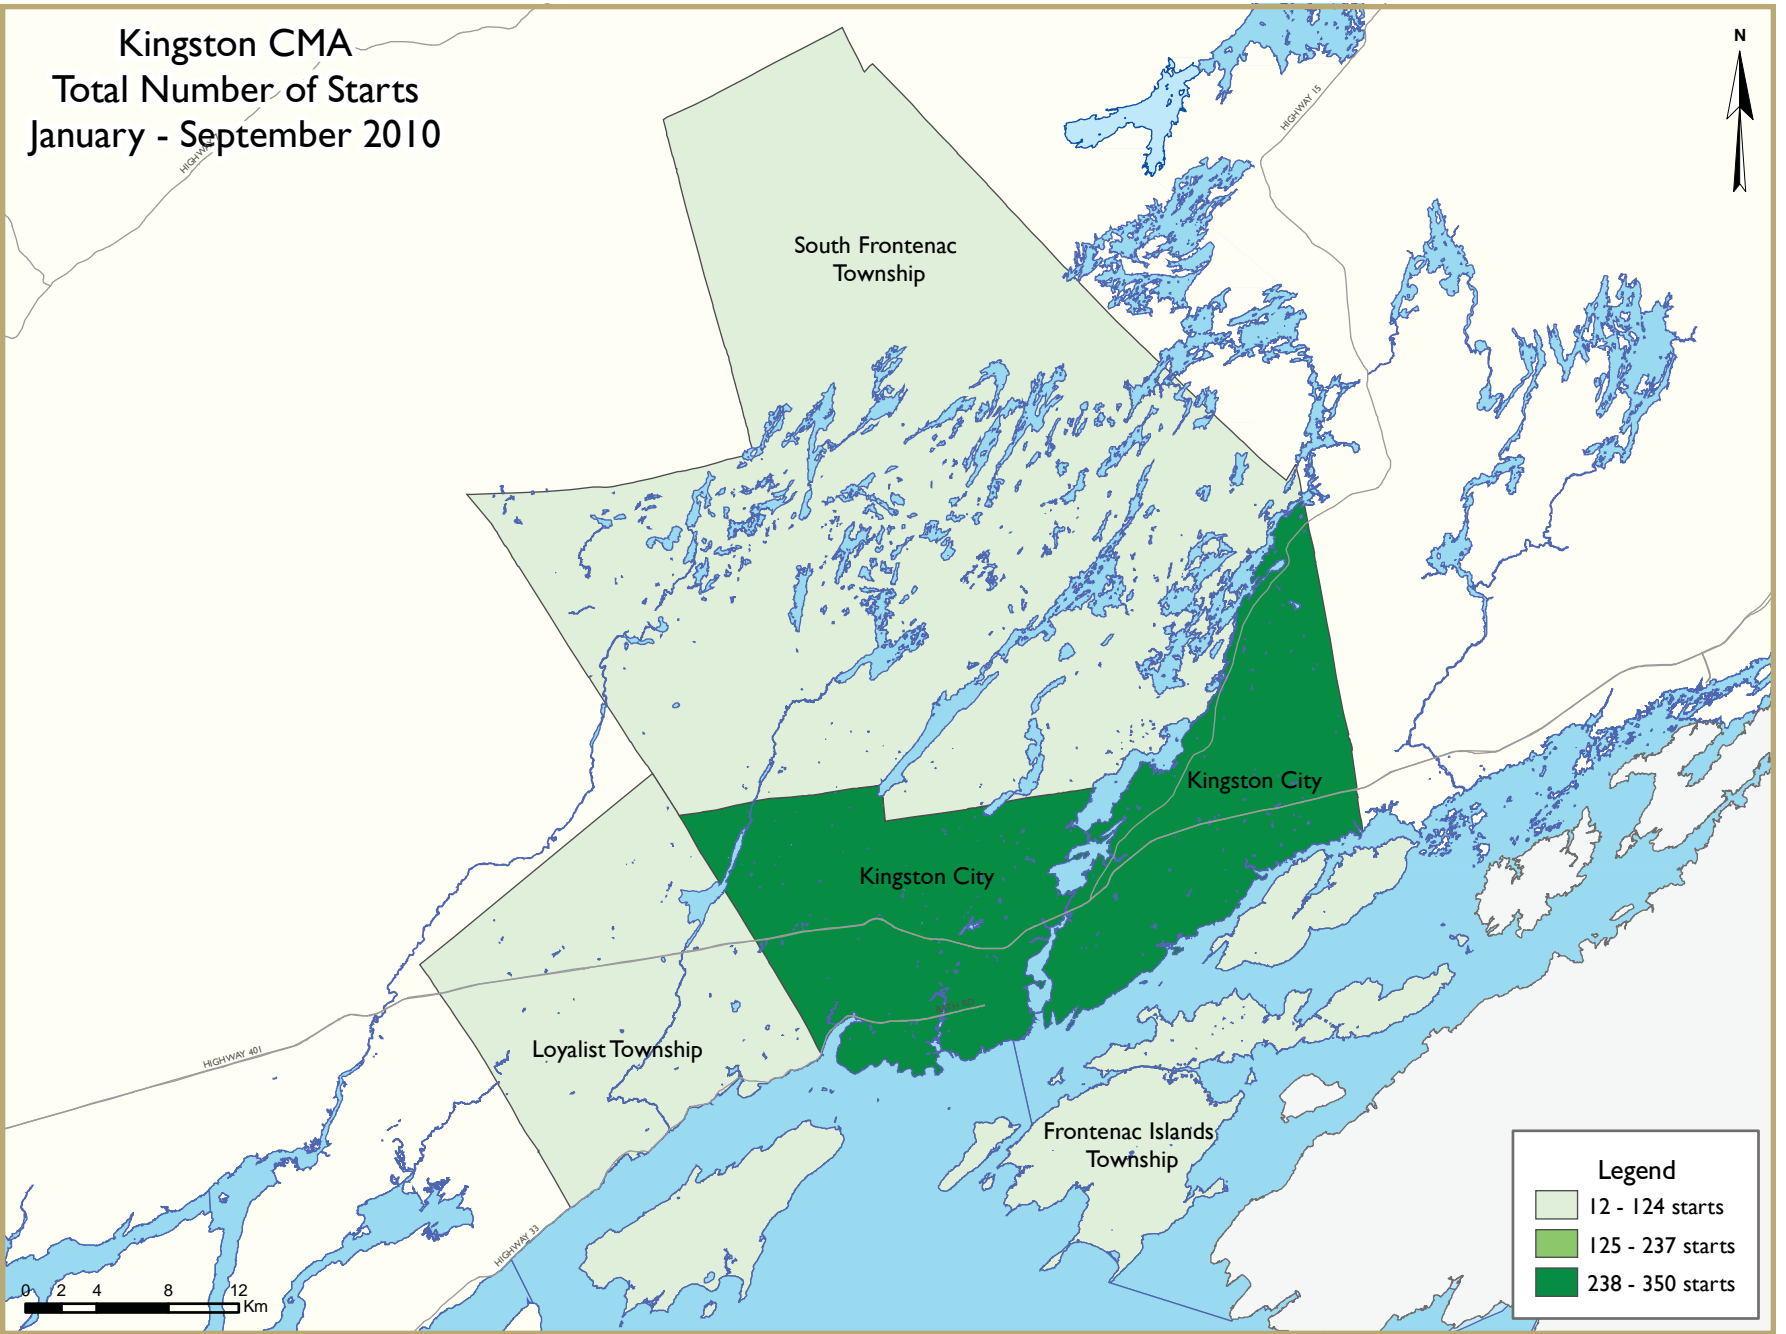 Kingston CMA
Total Number of Starts
January - September 2010
N
HIGHWAY 15
South Frontenac
Township
Kingston City
Kingston City
Loyalist Township
HIGHWAY 401
Frontenac Islands
Township
HIGHWAY 33
Legend
12 - 124 starts
125 - 237 starts
238 - 350 starts
0 2 4 8 12
Km